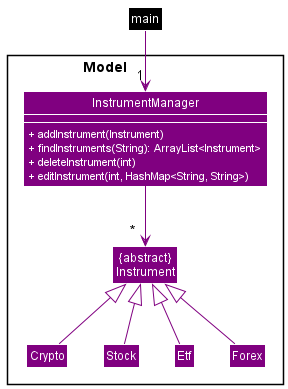 main
Model
1
InstrumentManager
+ addInstrument(Instrument)
+ findInstruments(String): ArrayList<Instrument>
+ deleteInstrument(int)
+ editInstrument(int, HashMap<String, String>)
*
{abstract}
Instrument
Crypto Stock Etf Forex